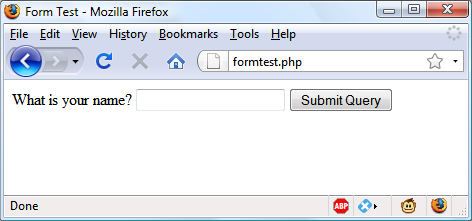 Form Test - Mozilla Firefox
File Edit View History Bookmarks Tools Help
formtest.php
What is your name? Submit Query
Done ABP